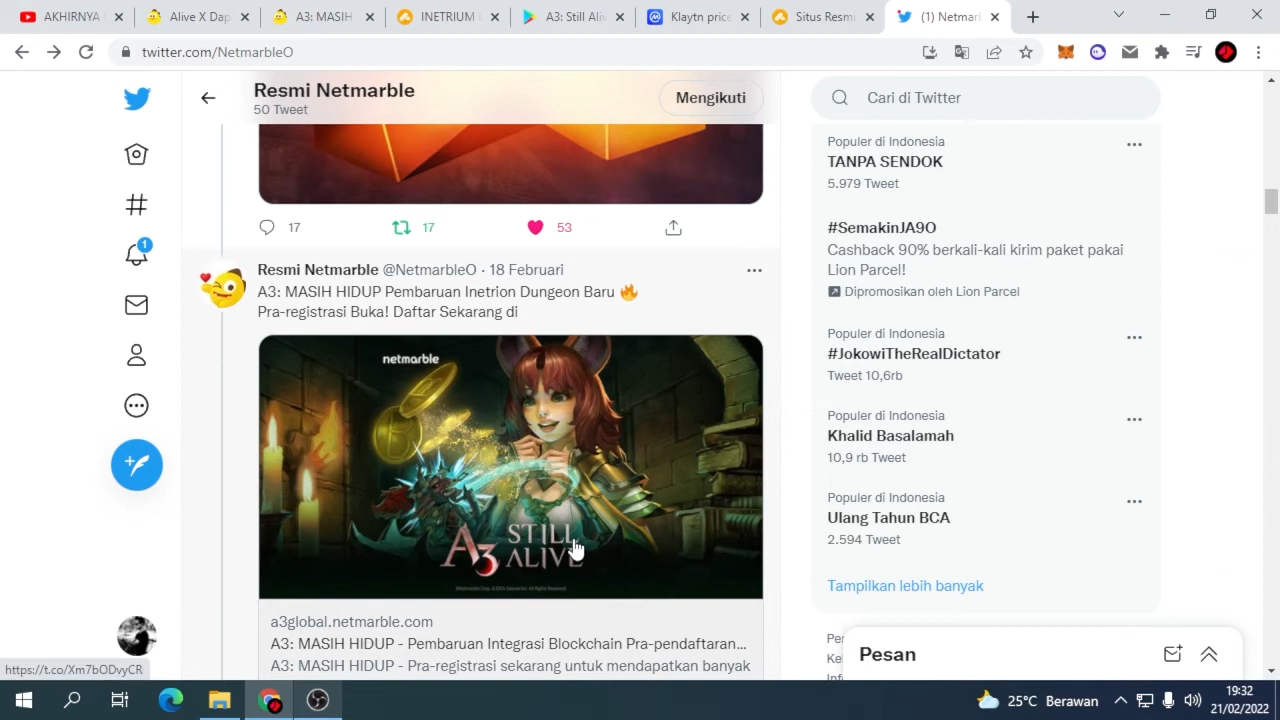 AKHIRNYA
Alive X Dap
A3: MASIH
INETRIUM
A3: Still Aliv
Klaytn price
Situs Resm
(1) Netmar
twitter.com/NetmarbleO
Resmi Netmarble
50 Tweet
Mengikuti
17
17
53
Resmi Netmarble @NetmarbleO · 18 Februari
A3: MASIH HIDUP Pembaruan Inetrion Dungeon Baru 🔥
Pra-registrasi Buka! Daftar Sekarang di
netmarble
A3 STILL
ALIVE
a3global.netmarble.com
A3: MASIH HIDUP - Pembaruan Integrasi Blockchain Pra-pendaftaran...
A3: MASIH HIDUP - Pra-registrasi sekarang untuk mendapatkan banyak
Cari di Twitter
Populer di Indonesia
TANPA SENDOK
5.979 Tweet
#SemakinJA9O
Cashback 90% berkali-kali kirim paket pakai
Lion Parcel!
Dipromosikan oleh Lion Parcel
Populer di Indonesia
#JokowiTheRealDictator
Tweet 10,6rb
Populer di Indonesia
Khalid Basalamah
10,9 rb Tweet
Populer di Indonesia
Ulang Tahun BCA
2.594 Tweet
Tampilkan lebih banyak
Pesan
1
https://t.co/Xm7bODvyCR
25°C Berawan
19:32
21/02/2022